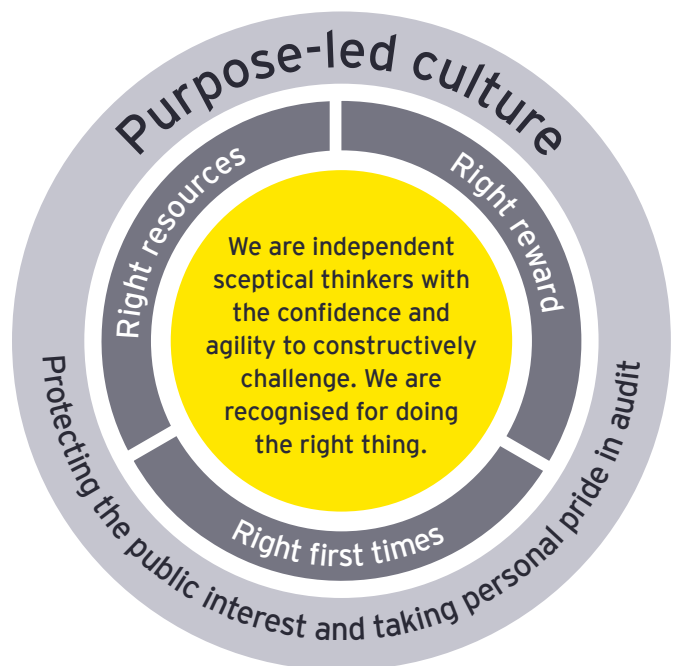 Purpose-led culture
Right resources
Right reward
We are independent
sceptical thinkers with
the confidence and
agility to constructively
challenge. We are
recognised for doing
the right thing.
Right first times
Protecting the public interest and taking personal pride in audit